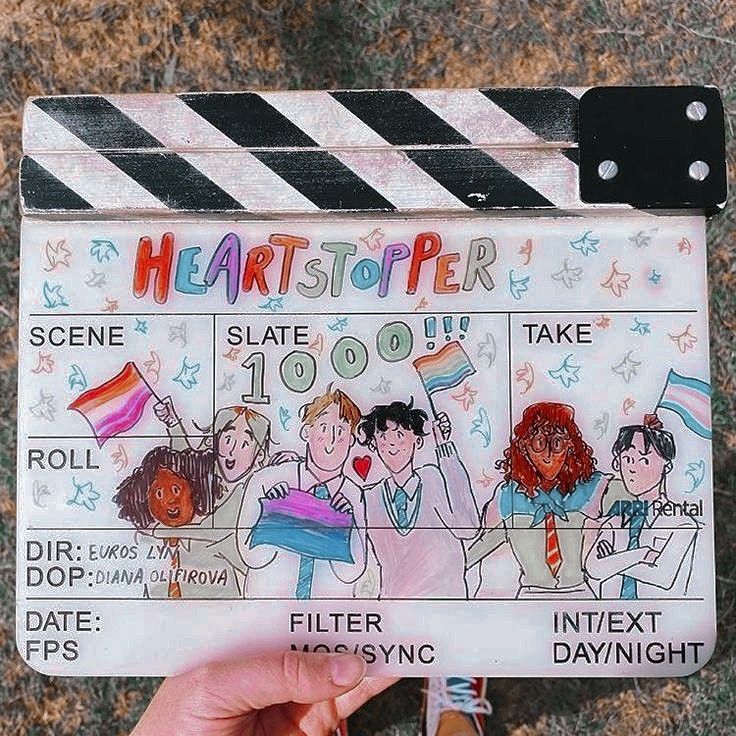 HEARTSTOPPER
SCENE SLATE TAKE
1000!!!
ROLL
ARRI Rental
DIR: EUROS LYN
DOP: DIANA OLIFIROVA
DATE: FILTER INT/EXT
FPS MOS/SYNC DAY/NIGHT